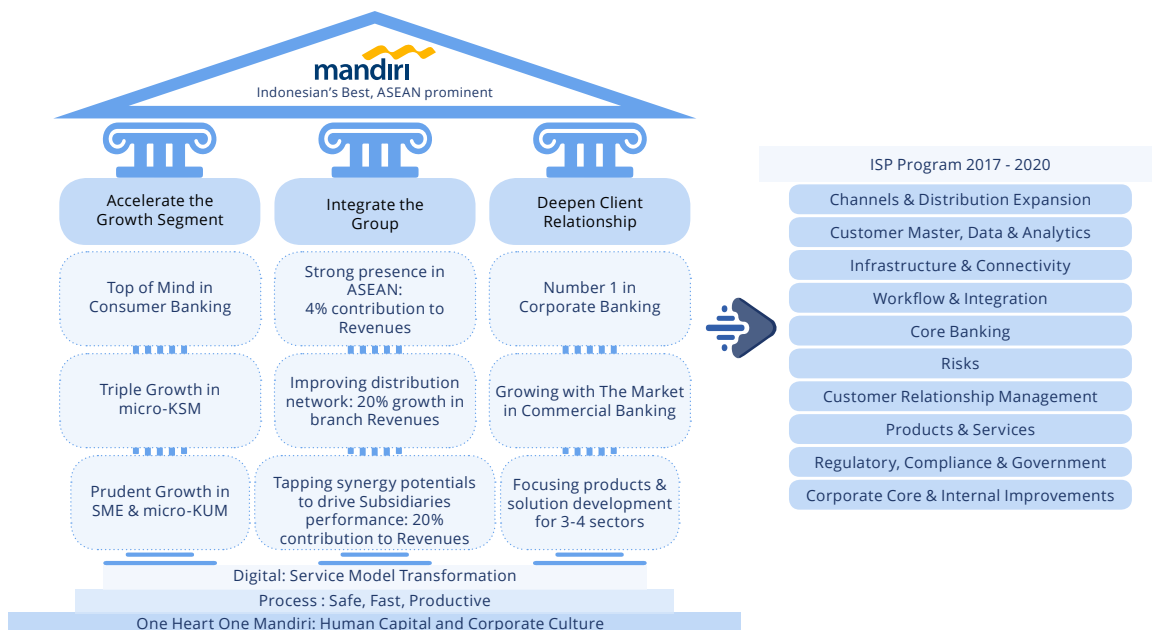 mandiri
Indonesian's Best, ASEAN prominent
Accelerate the
Growth Segment
Top of Mind in
Consumer Banking
Triple Growth in
micro-KSM
Prudent Growth in
SME & micro-KUM
Integrate the
Group
Strong presence in
ASEAN:
4% contribution to
Revenues
Improving distribution
network: 20% growth in
branch Revenues
Tapping synergy potentials
to drive Subsidiaries
performance: 20%
contribution to Revenues
Deepen Client
Relationship
Number 1 in
Corporate Banking
Growing with The Market
in Commercial Banking
Focusing products &
solution development
for 3-4 sectors
Digital: Service Model Transformation
Process : Safe, Fast, Productive
One Heart One Mandiri: Human Capital and Corporate Culture
ISP Program 2017 - 2020
Channels & Distribution Expansion
Customer Master, Data & Analytics
Infrastructure & Connectivity
Workflow & Integration
Core Banking
Risks
Customer Relationship Management
Products & Services
Regulatory, Compliance & Government
Corporate Core & Internal Improvements